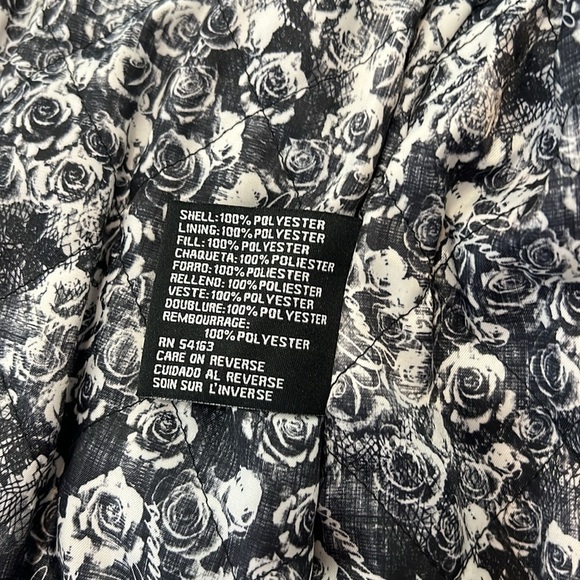 SHELL:100% POLYESTER
LINING:100% POLYESTER
FILL:100% POLYESTER
CHAQUETA:100% POLIESTER
FORRO:100% POLIESTER
RELLENO:100% POLIESTER
VESTE:100% POLYESTER
DOUBLURE:100% POLYESTER
REMBOURRAGE:
100% POLYESTER
RN 54163
CARE ON REVERSE
CUIDADO AL REVERSE
SOIN SUR L'INVERSE